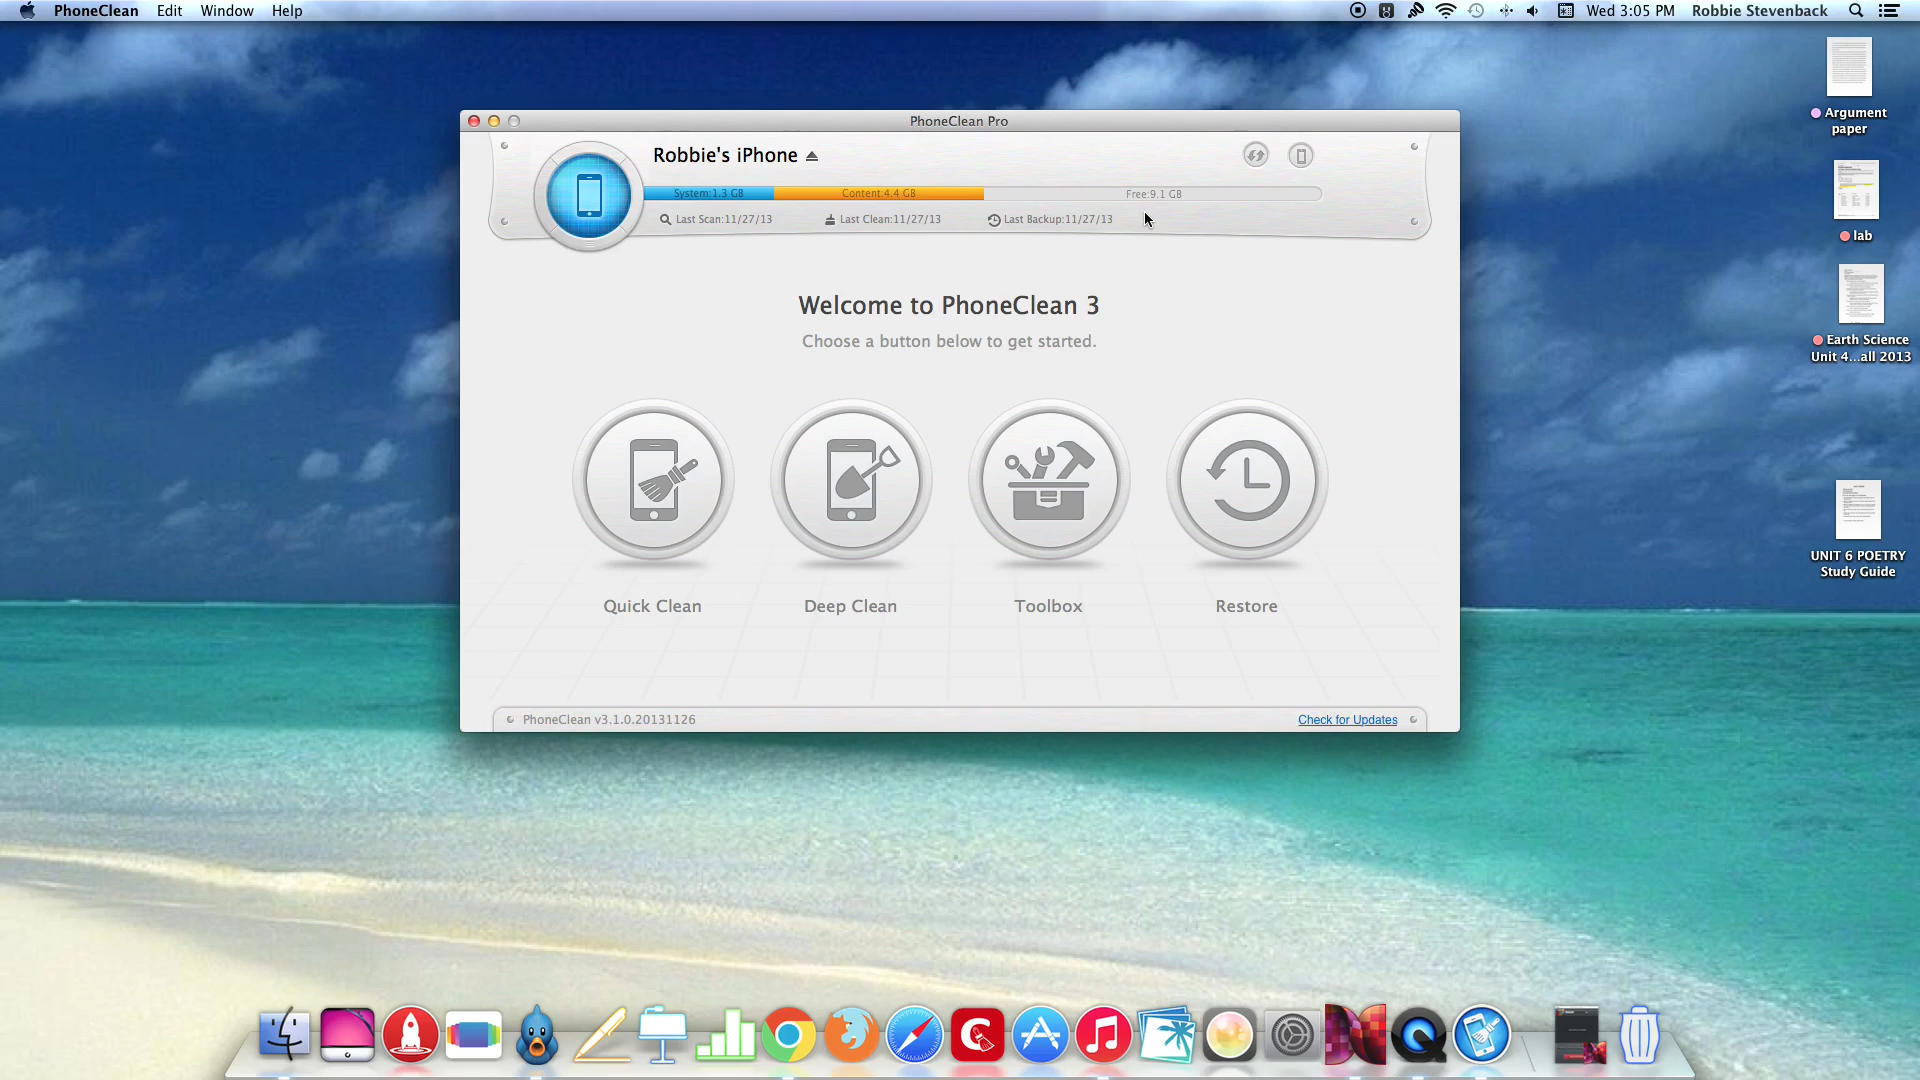 PhoneClean Edit Window Help
Wed 3:05 PM Robbie Stevenback
PhoneClean Pro
Robbie's iPhone
System:1.3 GB Content:4.4 GB Free:9.1 GB
Last Scan:11/27/13 Last Clean:11/27/13 Last Backup:11/27/13
Welcome to PhoneClean 3
Choose a button below to get started.
Quick Clean Deep Clean Toolbox Restore
PhoneClean v3.1.0.20131126
Check for Updates
Argument
paper
lab
Earth Science
Unit 4...all 2013
UNIT 6 POETRY
Study Guide